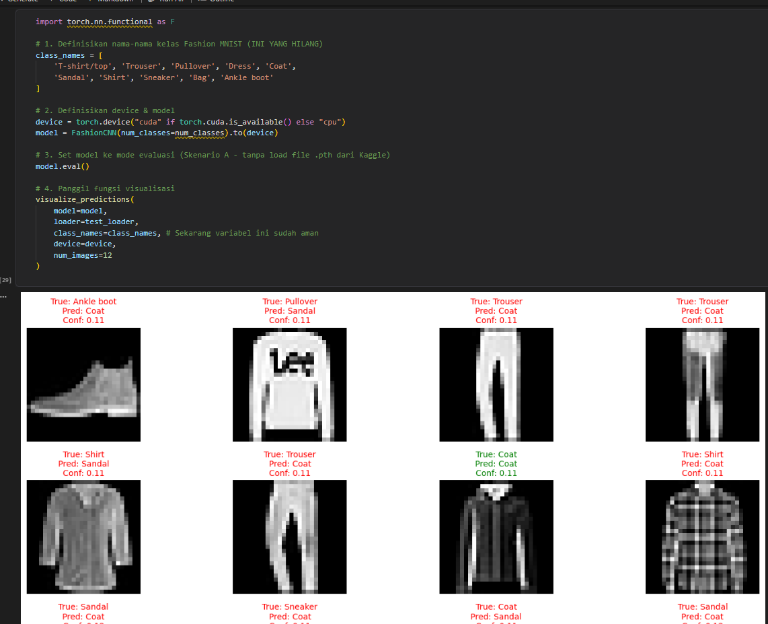 import torch.nn.functional as F
# 1. Definisikan nama-nama kelas Fashion MNIST (INI YANG HILANG)
class_names = [
'T-shirt/top', 'Trouser', 'Pullover', 'Dress', 'Coat',
'Sandal', 'Shirt', 'Sneaker', 'Bag', 'Ankle boot'
]
# 2. Definisikan device & model
device = torch.device("cuda" if torch.cuda.is_available() else "cpu")
model = FashionCNN(num_classes=num_classes).to(device)
# 3. Set model ke mode evaluasi (Skenario A - tanpa load file .pth dari Kaggle)
model.eval()
# 4. Panggil fungsi visualisasi
visualize_predictions(
model=model,
loader=test_loader,
class_names=class_names, # Sekarang variabel ini sudah aman
device=device,
num_images=12
)
[20]
...
True: Ankle boot
Pred: Coat
Conf: 0.11
True: Pullover
Pred: Sandal
Conf: 0.11
True: Trouser
Pred: Coat
Conf: 0.11
True: Trouser
Pred: Coat
Conf: 0.11
Lee
True: Shirt
Pred: Sandal
Conf: 0.11
True: Trouser
Pred: Coat
Conf: 0.11
True: Coat
Pred: Coat
Conf: 0.11
True: Shirt
Pred: Coat
Conf: 0.11
True: Sandal
Pred: Coat
True: Sneaker
Pred: Coat
True: Coat
Pred: Sandal
True: Sandal
Pred: Coat